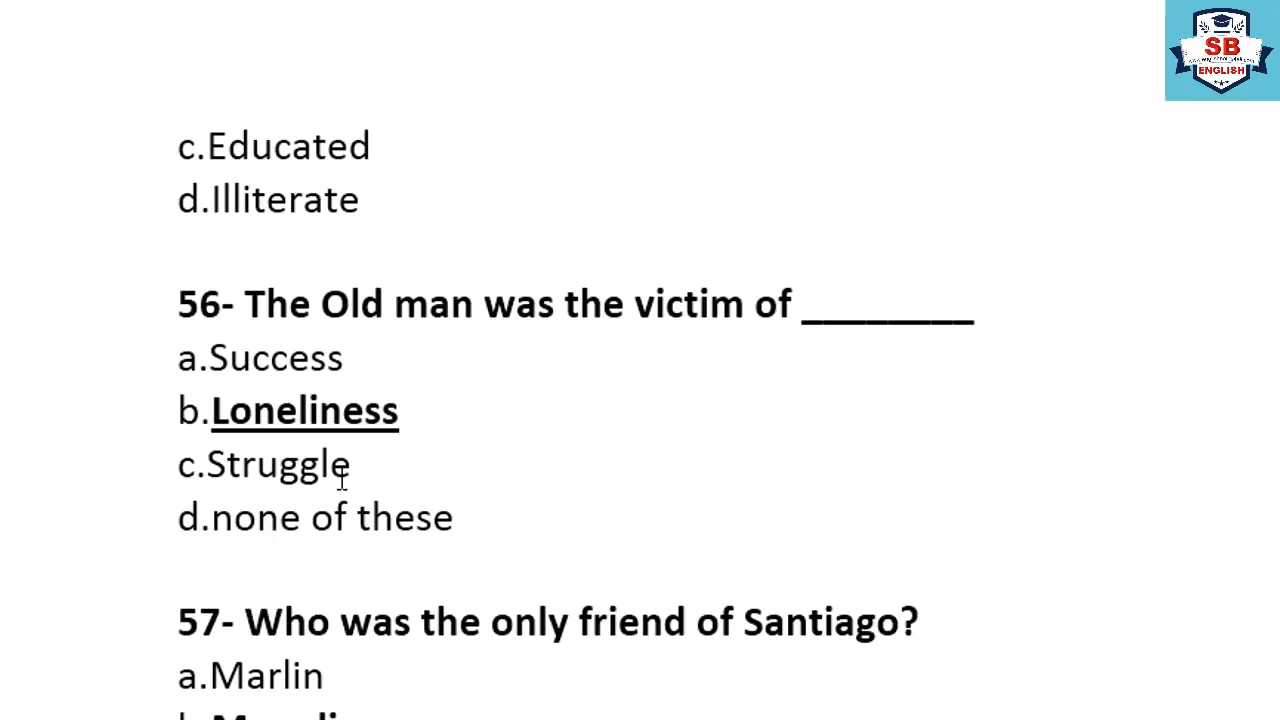 SB
ENGLISH
c.Educated
d.Illiterate
56- The Old man was the victim of ________
a.Success
b.Loneliness
c.Struggle
d.none of these
57- Who was the only friend of Santiago?
a.Marlin